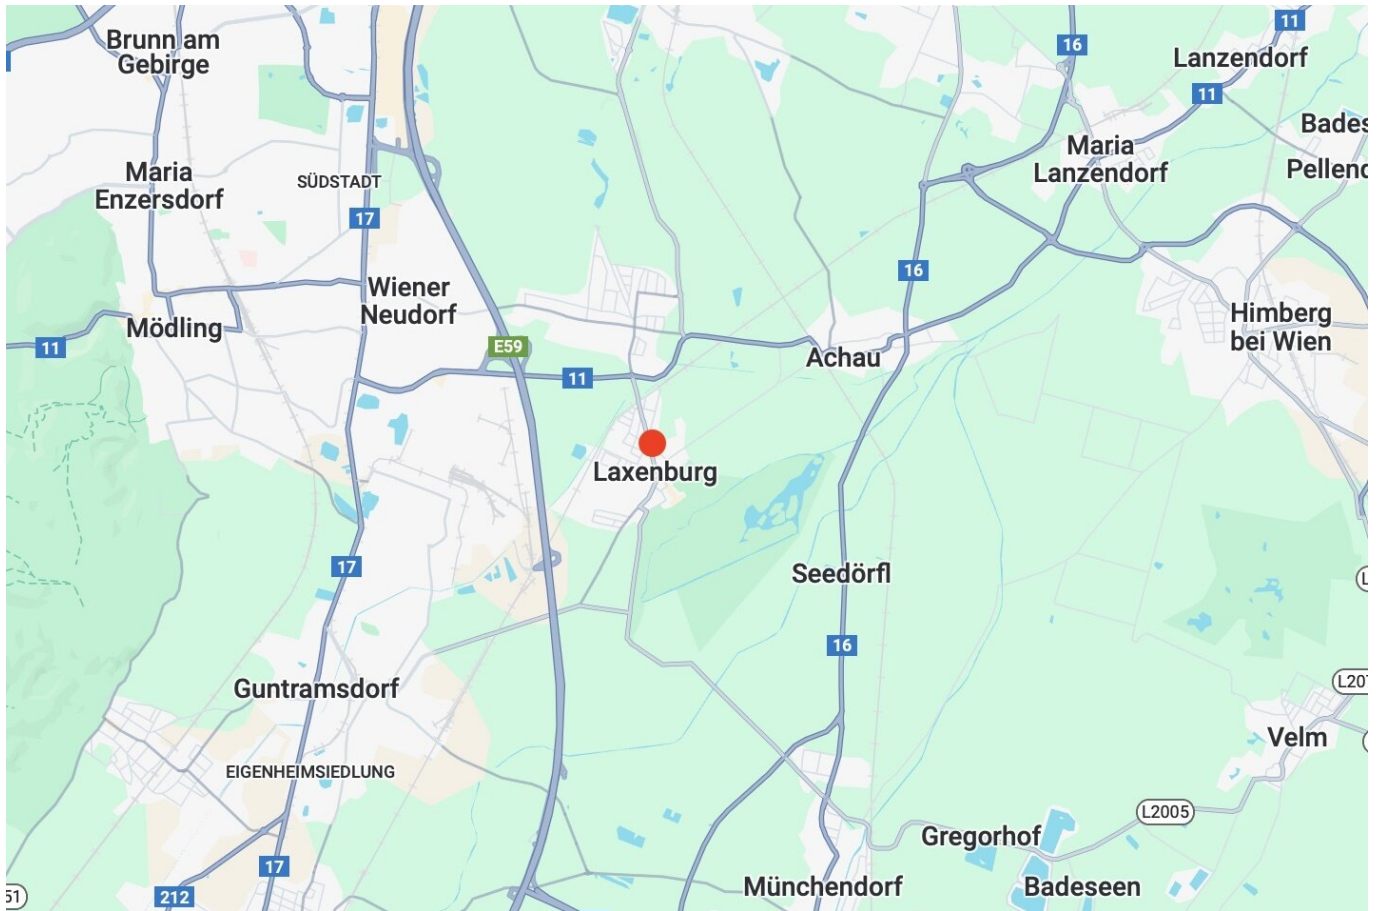 11
16
Brunn am
Gebirge
Lanzendorf
11
Bades
Maria
Lanzendorf
Pellend
Maria
Enzersdorf
SÜDSTADT
17
16
Wiener
Neudorf
Himberg
bei Wien
Mödling
11
E59
Achau
11
Laxenburg
17
Seedörfl
16
L207
Guntramsdorf
Velm
EIGENHEIMSIEDLUNG
L2005
Gregorhof
17
212
51
Münchendorf
Badeseen